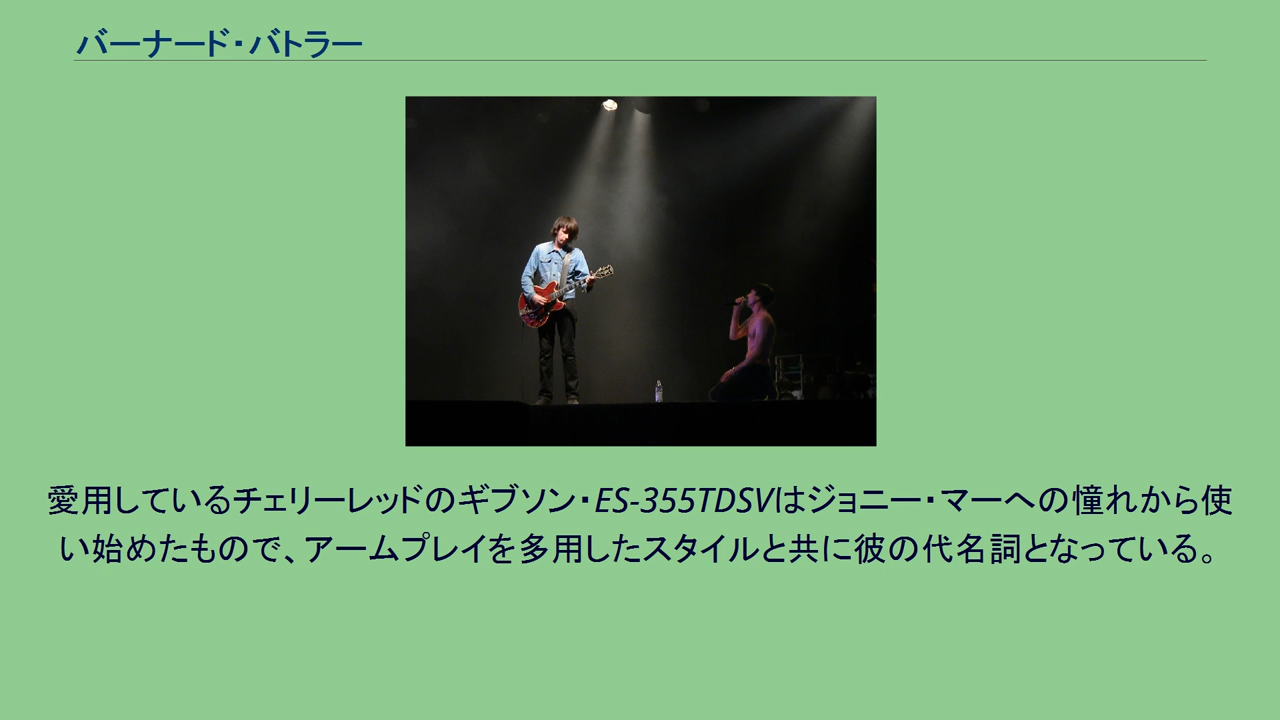 バーナード・バトラー
愛用しているチェリーレッドのギブソン・ES-355TDSVはジョニー・マーへの憧れから使
い始めたもので、アームプレイを多用したスタイルと共に彼の代名詞となっている。